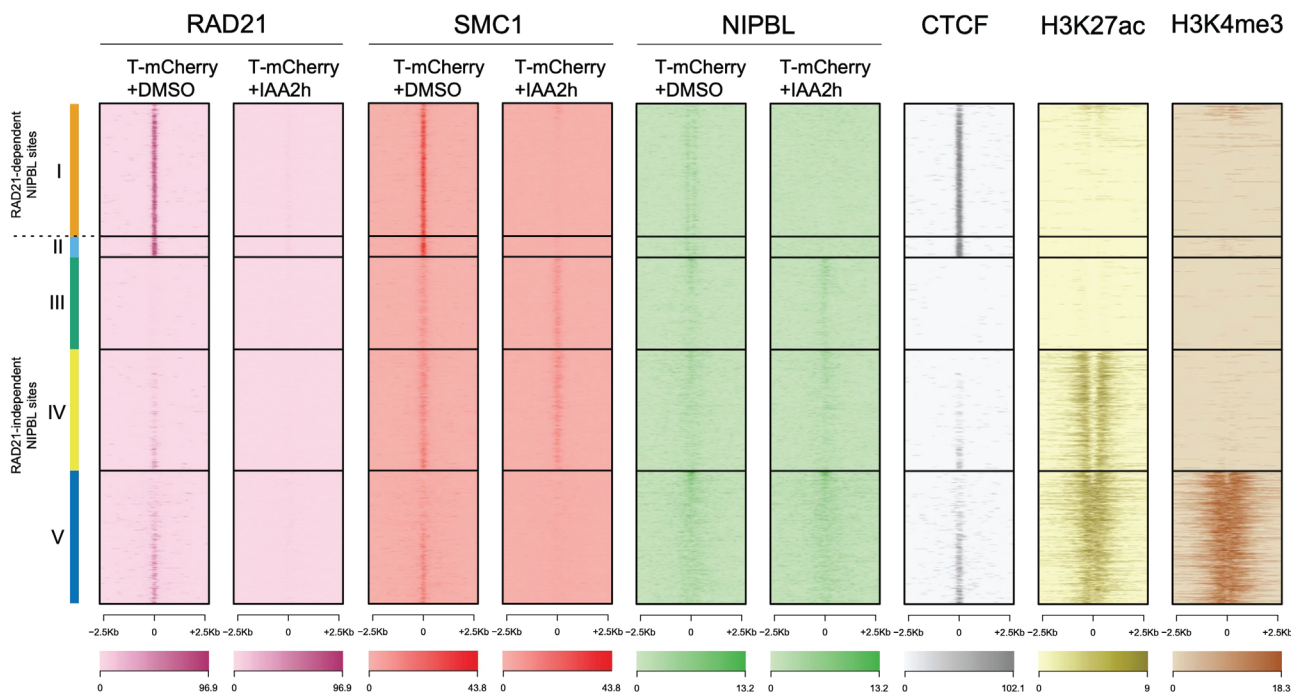 RAD21 SMC1 NIPBL CTCF H3K27ac H3K4me3
T-mCherry T-mCherry T-mCherry T-mCherry T-mCherry T-mCherry
+DMSO +IAA2h +DMSO +IAA2h +DMSO +IAA2h
RAD21-dependent
NIPBL sites
I
II
III
RAD21-independent
NIPBL sites
IV
V
−2.5Kb 0 +2.5Kb −2.5Kb 0 +2.5Kb −2.5Kb 0 +2.5Kb −2.5Kb 0 +2.5Kb −2.5Kb 0 +2.5Kb −2.5Kb 0 +2.5Kb −2.5Kb 0 +2.5Kb −2.5Kb 0 +2.5Kb −2.5Kb 0 +2.5Kb
0 96.9 0 96.9 0 43.8 0 43.8 0 13.2 0 13.2 0 102.1 0 9 0 18.3